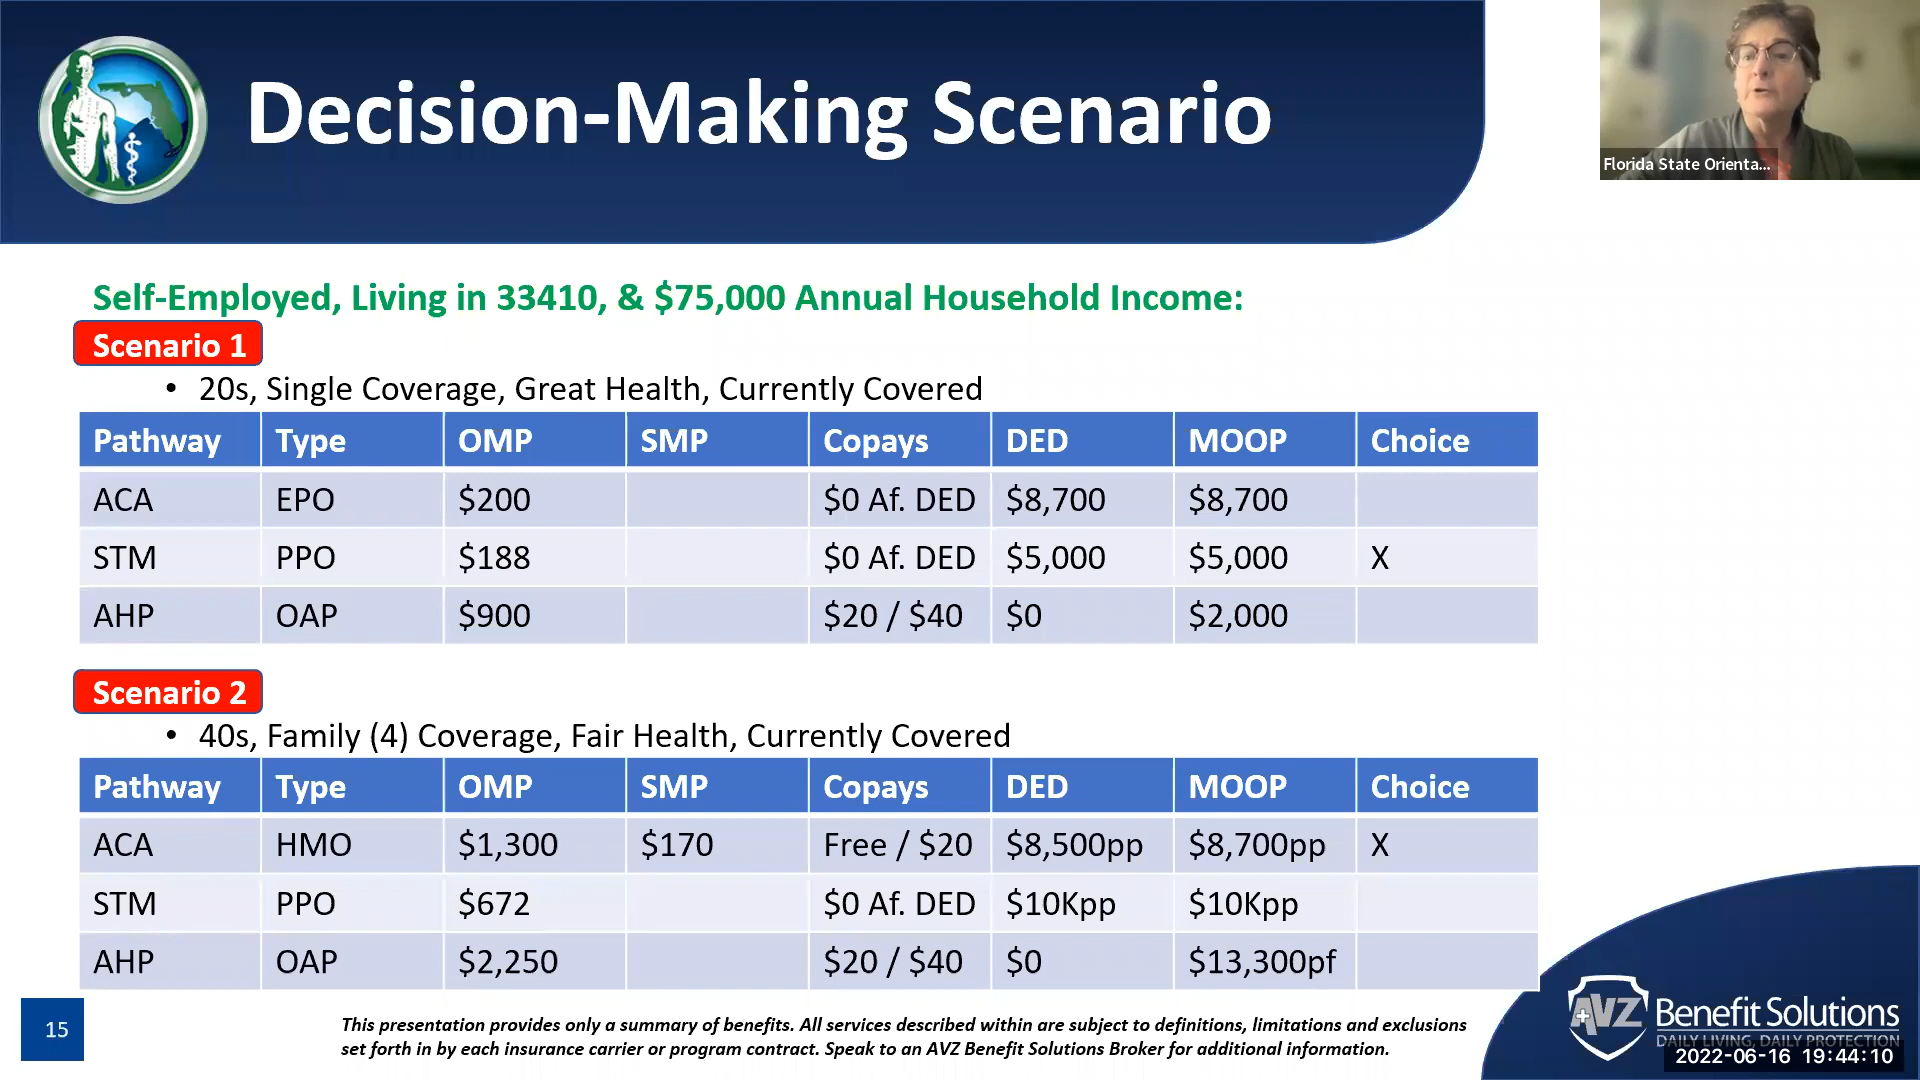 Decision-Making Scenario
Florida State Orienta...
Self-Employed, Living in 33410, & $75,000 Annual Household Income:
Scenario 1
• 20s, Single Coverage, Great Health, Currently Covered
Pathway Type OMP SMP Copays DED MOOP Choice
ACA EPO $200 $0 Af. DED $8,700 $8,700
STM PPO $188 $0 Af. DED $5,000 $5,000 X
AHP OAP $900 $20 / $40 $0 $2,000
Scenario 2
• 40s, Family (4) Coverage, Fair Health, Currently Covered
Pathway Type OMP SMP Copays DED MOOP Choice
ACA HMO $1,300 $170 Free / $20 $8,500pp $8,700pp X
STM PPO $672 $0 Af. DED $10Kpp $10Kpp
AHP OAP $2,250 $20 / $40 $0 $13,300pf
15
This presentation provides only a summary of benefits. All services described within are subject to definitions, limitations and exclusions
set forth in by each insurance carrier or program contract. Speak to an AVZ Benefit Solutions Broker for additional information.
AVZ Benefit Solutions
DAILY LIVING, DAILY PROTECTION
2022-06-16 19:44:10